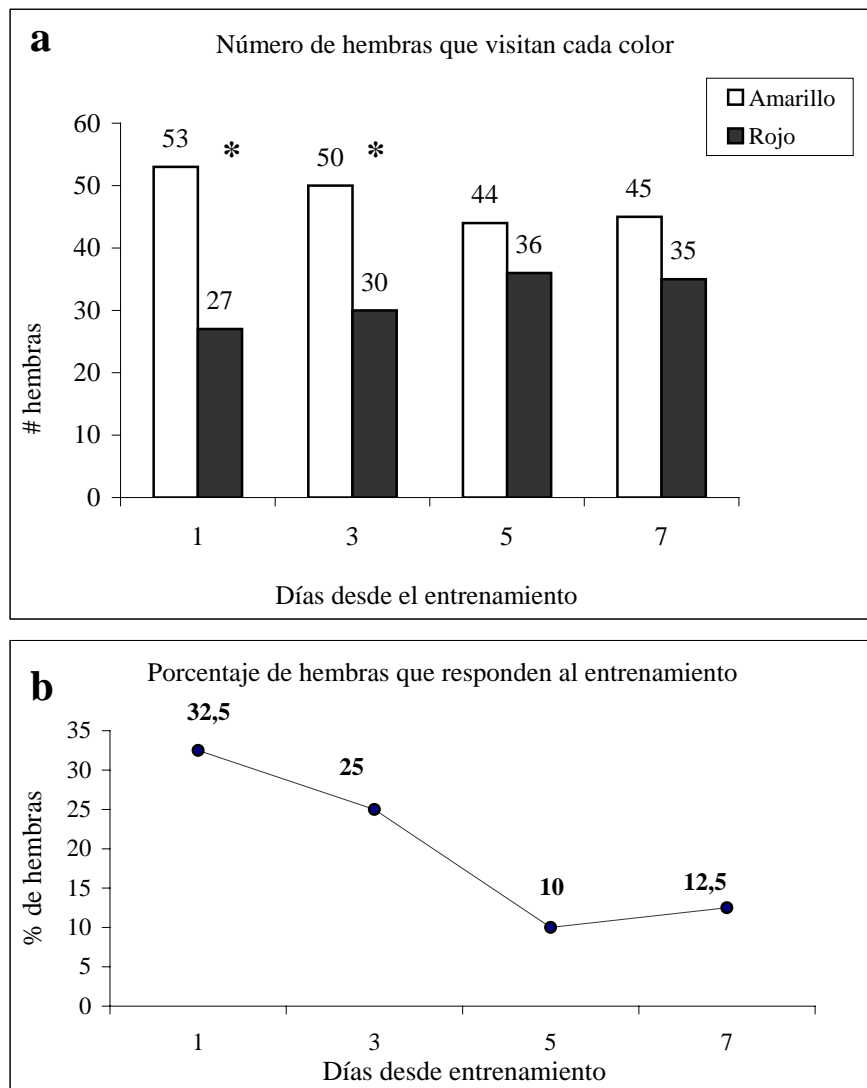 a
Número de hembras que visitan cada color
Amarillo
Rojo
60
50
40
30
20
10
0
53
*
50
*
44
45
27
30
36
35
# hembras
1 3 5 7
Días desde el entrenamiento
b
Porcentaje de hembras que responden al entrenamiento
35
30
25
20
15
10
5
0
32,5
25
10
12,5
% de hembras
1 3 5 7
Días desde entrenamiento